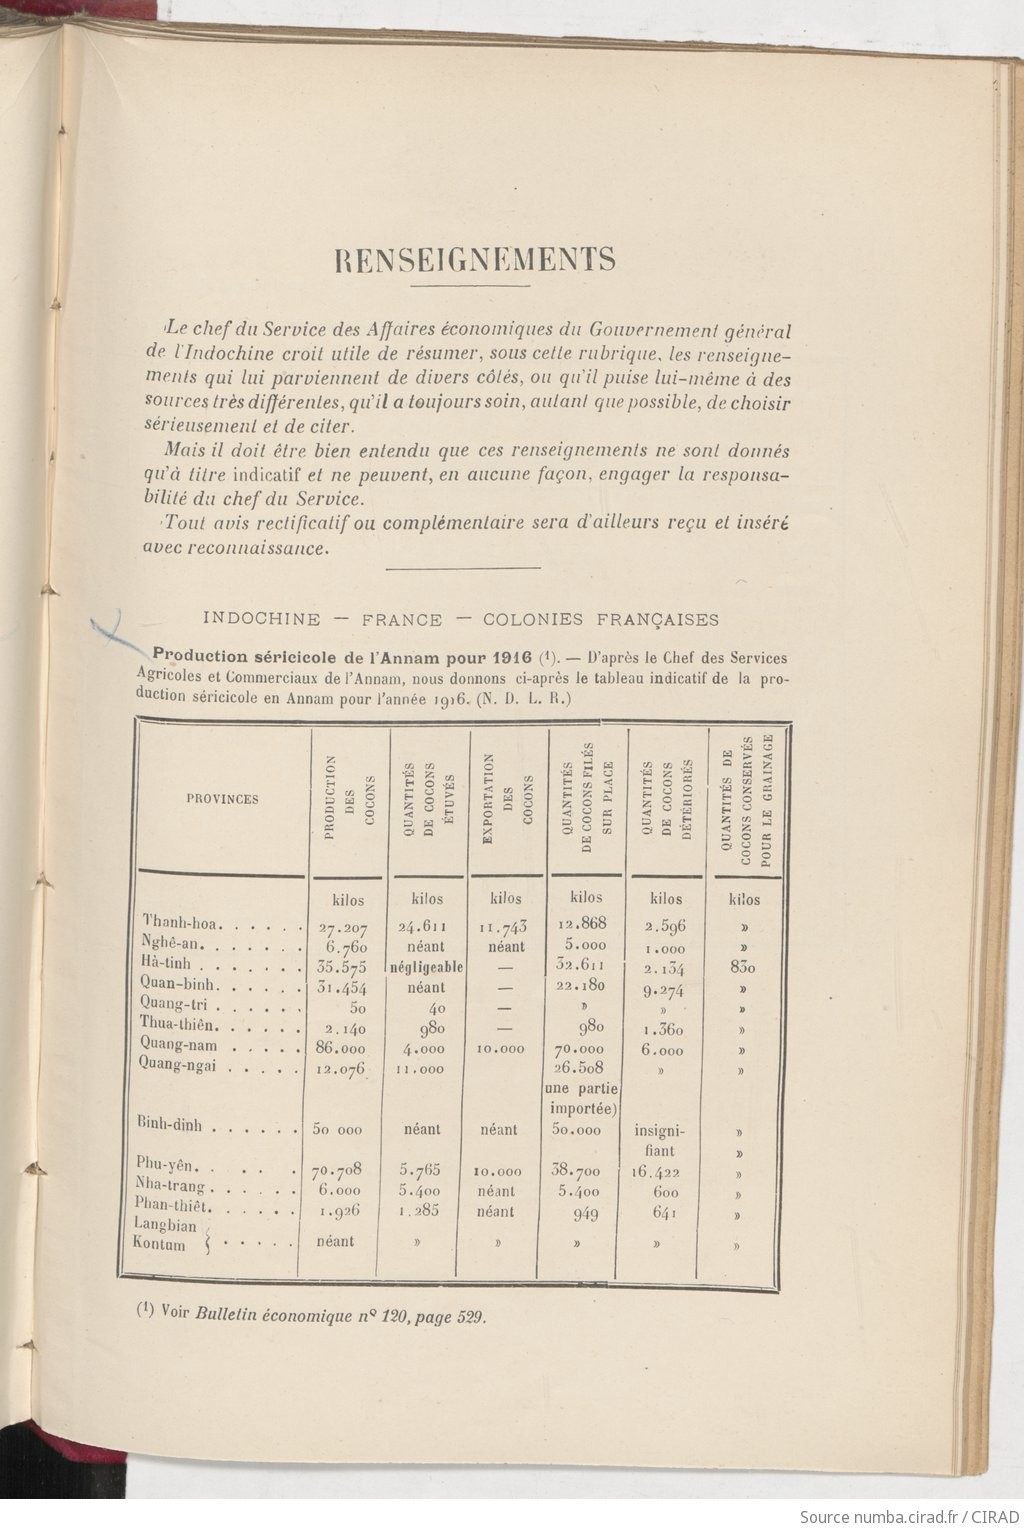 RENSEIGNEMENTS
Le chef du Service des Affaires économiques du Gouvernement général
de l'Indochine croit utile de résumer, sous cette rubrique, les renseigne-
ments qui lui parviennent de divers côtés, ou qu'il puise lui-même à des
sources très différentes, qu'il a toujours soin, autant que possible, de choisir
sérieusement et de citer.
Mais il doit être bien entendu que ces renseignements ne sont donnés
qu'à titre indicatif et ne peuvent, en aucune façon, engager la responsa-
bilité du chef du Service.
Tout avis rectificatif ou complémentaire sera d'ailleurs reçu et inséré
avec reconnaissance.
INDOCHINE — FRANCE — COLONIES FRANÇAISES
Production séricicole de l'Annam pour 1916 (1). — D'après le Chef des Services
Agricoles et Commerciaux de l'Annam, nous donnons ci-après le tableau indicatif de la pro-
duction séricicole en Annam pour l'année 1916. (N. D. L. R.)
PROVINCES
PRODUCTION
DES
COCONS
QUANTITÉS
DE COCONS
ÉTUVÉS
EXPORTATION
DES
COCONS
QUANTITÉS
DE COCONS FILÉS
SUR PLACE
QUANTITÉS
DE COCONS
DÉTÉRIORÉS
QUANTITÉS DE
COCONS CONSERVÉS
POUR LE GRAINAGE
kilos kilos kilos kilos kilos kilos
Thanh-hoa. . . . . . 27.207 24.611 11.743 12.868 2.596 »
Nghê-an. . . . . . . 6.760 néant néant 5.000 1.000 »
Hà-tinh . . . . . . . 35.575 négligeable — 32.611 2.134 830
Quan-binh. . . . . . 31.454 néant — 22.180 9.274 »
Quang-tri . . . . . . 50 40 — » » »
Thua-thiên. . . . . . 2.140 980 — 980 1.360 »
Quang-nam . . . . . 86.000 4.000 10.000 70.000 6.000 »
Quang-ngai . . . . . 12.076 11.000 26.508 » »
une partie
importée)
Binh-dinh . . . . . . 50 000 néant néant 50.000 insigni- »
fiant »
Phu-yên. . . . . 70.708 5.765 10.000 38.700 16.422 »
Nha-trang . . . . . . 6.000 5.400 néant 5.400 600 »
Phan-thiêt. . . . . . 1.926 1.285 néant 949 641 »
Langbian
Kontum } . . . . . néant » » » » »
(1) Voir Bulletin économique nº 120, page 529.
Source numba.cirad.fr / CIRAD